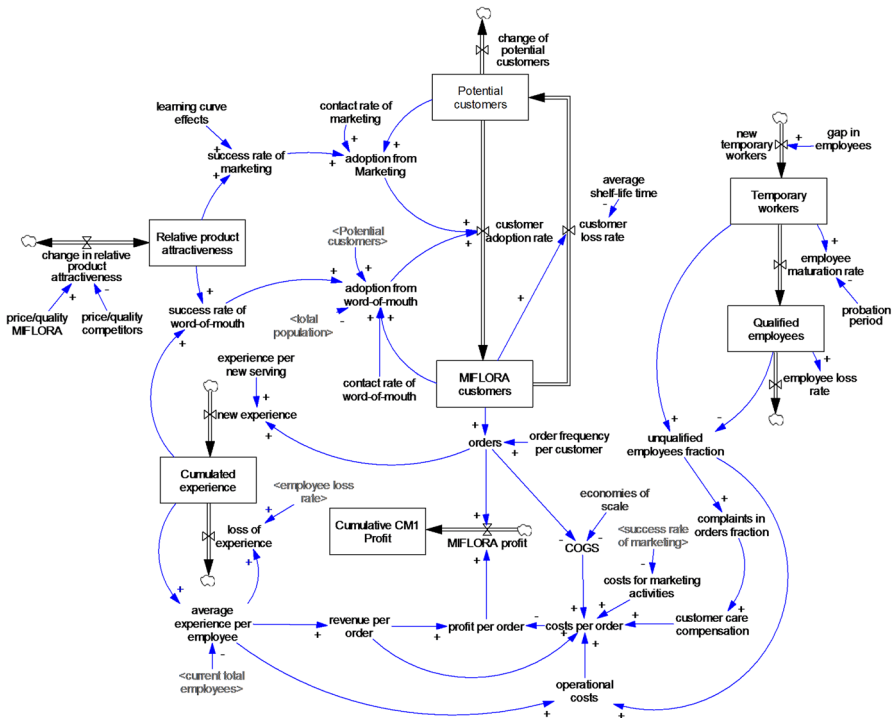 change of
potential
customers
Potential
customers
learning curve
effects
contact rate of
marketing
success rate of
marketing
adoption from
Marketing
new
temporary
workers
gap in
employees
average
shelf-life time
Temporary
workers
Relative product
attractiveness
<Potential
customers>
customer
adoption rate
customer
loss rate
change in relative
product
attractiveness
employee
maturation rate
price/quality
MIFLORA
price/quality
competitors
success rate of
word-of-mouth
adoption from
word-of-mouth
<total
population>
probation
period
Qualified
employees
experience per
new serving
contact rate of
word-of-mouth
MIFLORA
customers
employee loss
rate
new experience
orders
order frequency
per customer
unqualified
employees fraction
Cumulated
experience
<employee loss
rate>
economies of
scale
loss of
experience
Cumulative CM1
Profit
MIFLORA profit
COGS
<success rate
of marketing>
complaints in
orders fraction
costs for marketing
activities
average
experience per
employee
revenue per
order
profit per order
costs per order
customer care
compensation
<current total
employees>
operational
costs